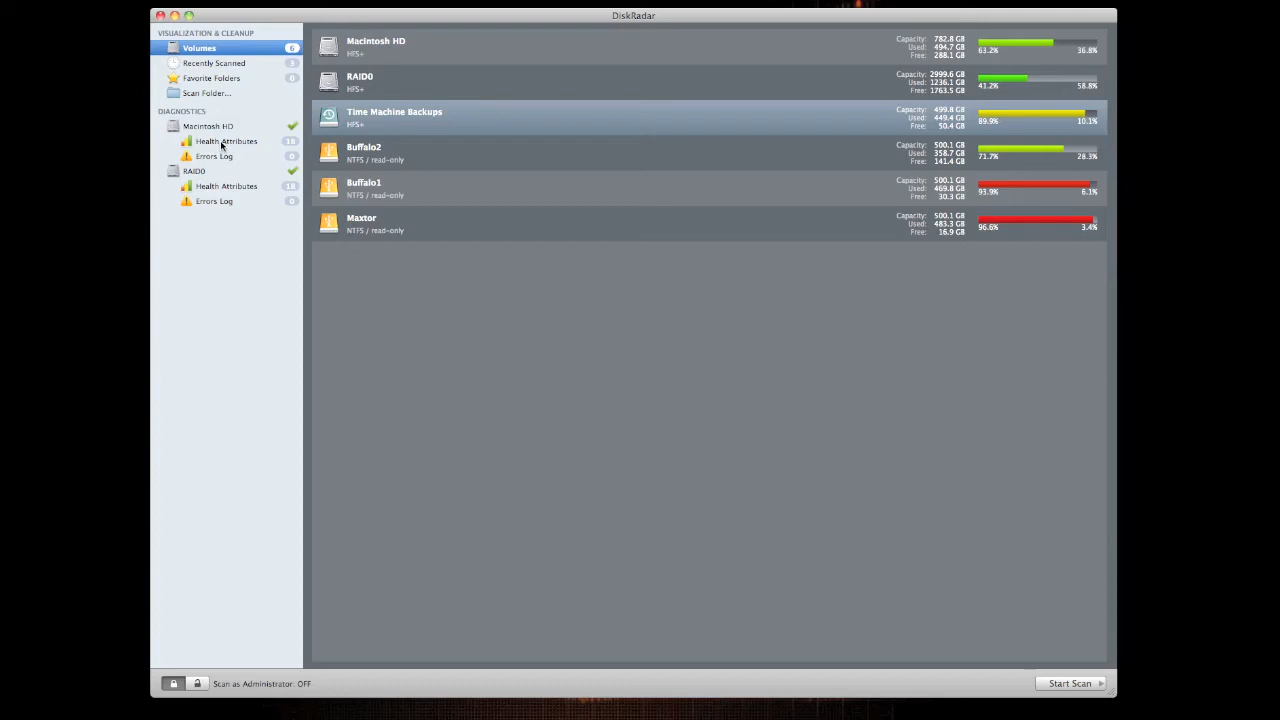 DiskRadar
VISUALIZATION & CLEANUP
Volumes 6
Recently Scanned 3
Favorite Folders 0
Scan Folder...
DIAGNOSTICS
Macintosh HD
Health Attributes 18
Errors Log 0
RAID0
Health Attributes 18
Errors Log 0
Macintosh HD
HFS+
Capacity: 782.8 GB
Used: 494.7 GB
Free: 288.1 GB
63.2% 36.8%
RAID0
HFS+
Capacity: 2999.6 GB
Used: 1236.1 GB
Free: 1763.5 GB
41.2% 58.8%
Time Machine Backups
HFS+
Capacity: 499.8 GB
Used: 449.4 GB
Free: 50.4 GB
89.9% 10.1%
Buffalo2
NTFS / read-only
Capacity: 500.1 GB
Used: 358.7 GB
Free: 141.4 GB
71.7% 28.3%
Buffalo1
NTFS / read-only
Capacity: 500.1 GB
Used: 469.8 GB
Free: 30.3 GB
93.9% 6.1%
Maxtor
NTFS / read-only
Capacity: 500.1 GB
Used: 483.3 GB
Free: 16.9 GB
96.6% 3.4%
Scan as Administrator: OFF
Start Scan